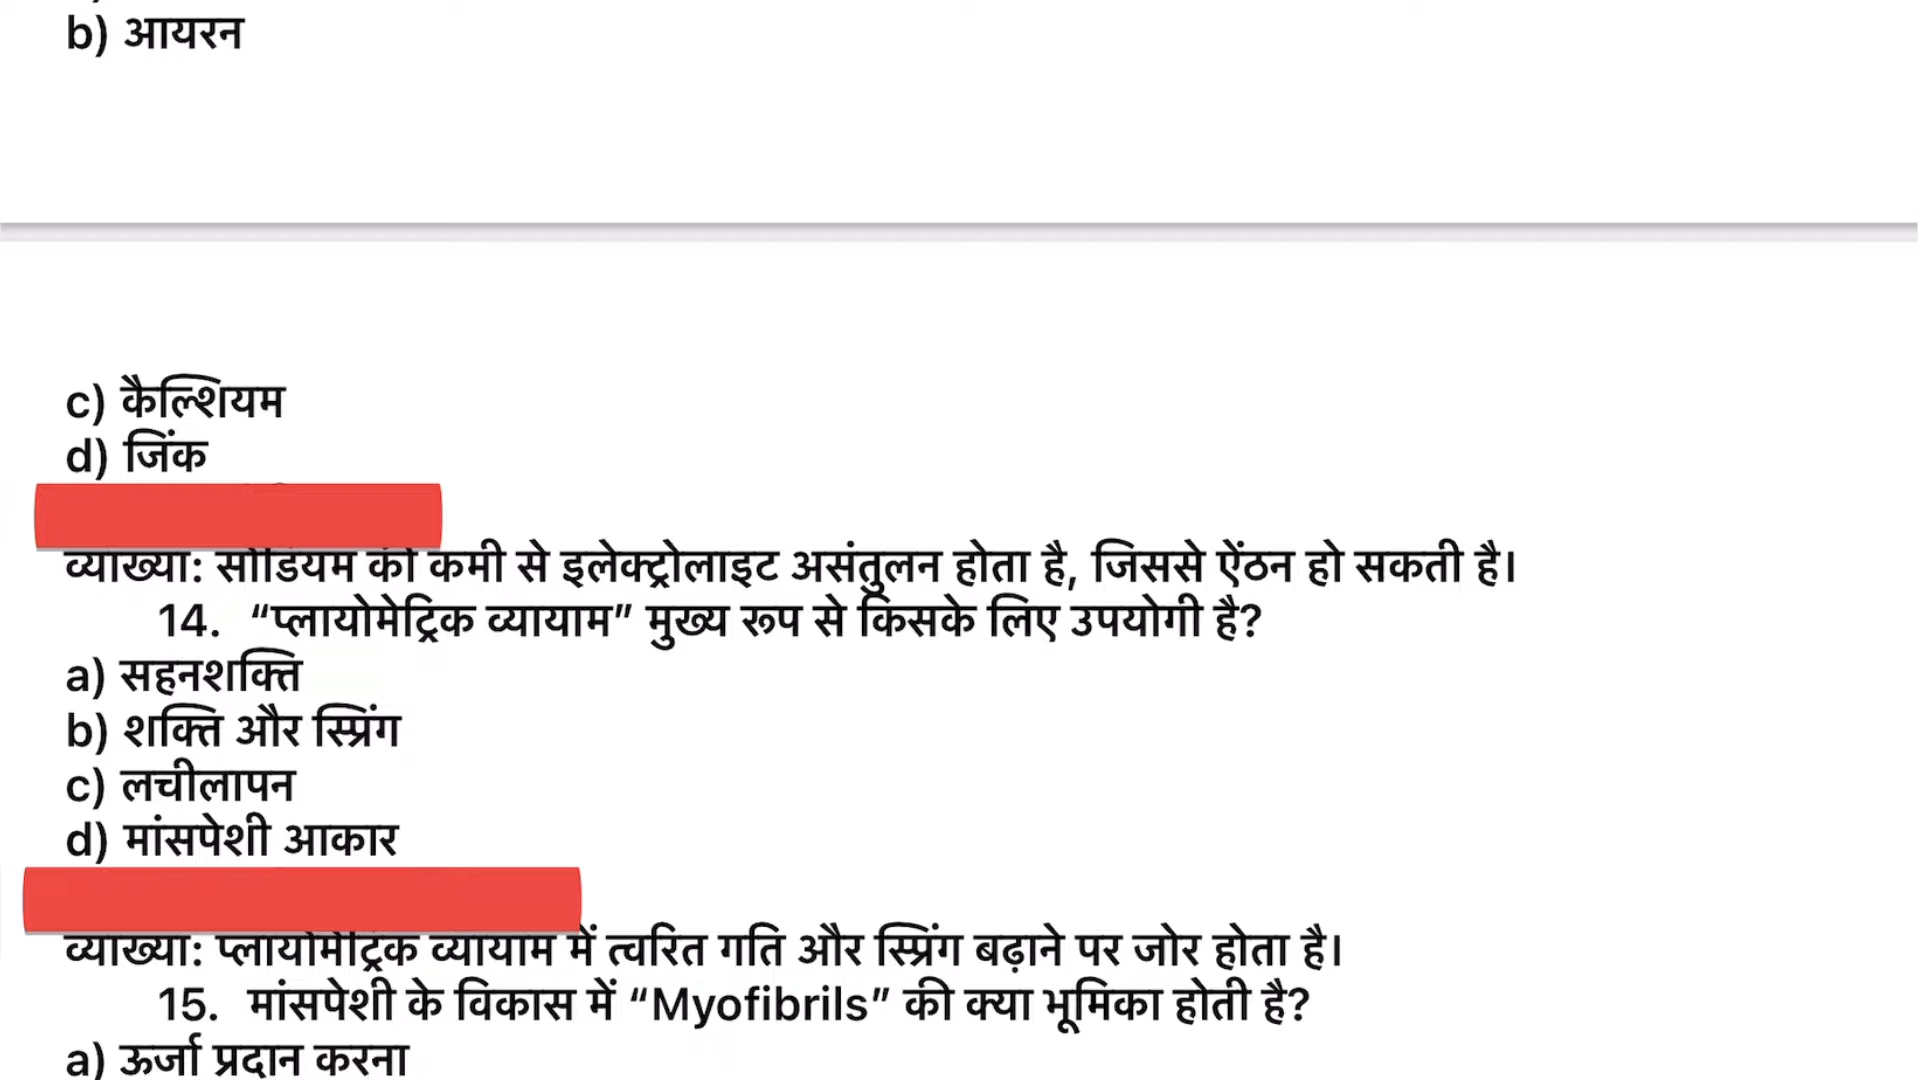 b) आयरन
c) कैल्शियम
d) जिंक
व्याख्या: सोडियम की कमी से इलेक्ट्रोलाइट असंतुलन होता है, जिससे ऐंठन हो सकती है।
14. “प्लायोमेट्रिक व्यायाम” मुख्य रूप से किसके लिए उपयोगी है?
a) सहनशक्ति
b) शक्ति और स्प्रिंग
c) लचीलापन
d) मांसपेशी आकार
व्याख्या: प्लायोमेट्रिक व्यायाम में त्वरित गति और स्प्रिंग बढ़ाने पर जोर होता है।
15. मांसपेशी के विकास में “Myofibrils” की क्या भूमिका होती है?
a) ऊर्जा प्रदान करना